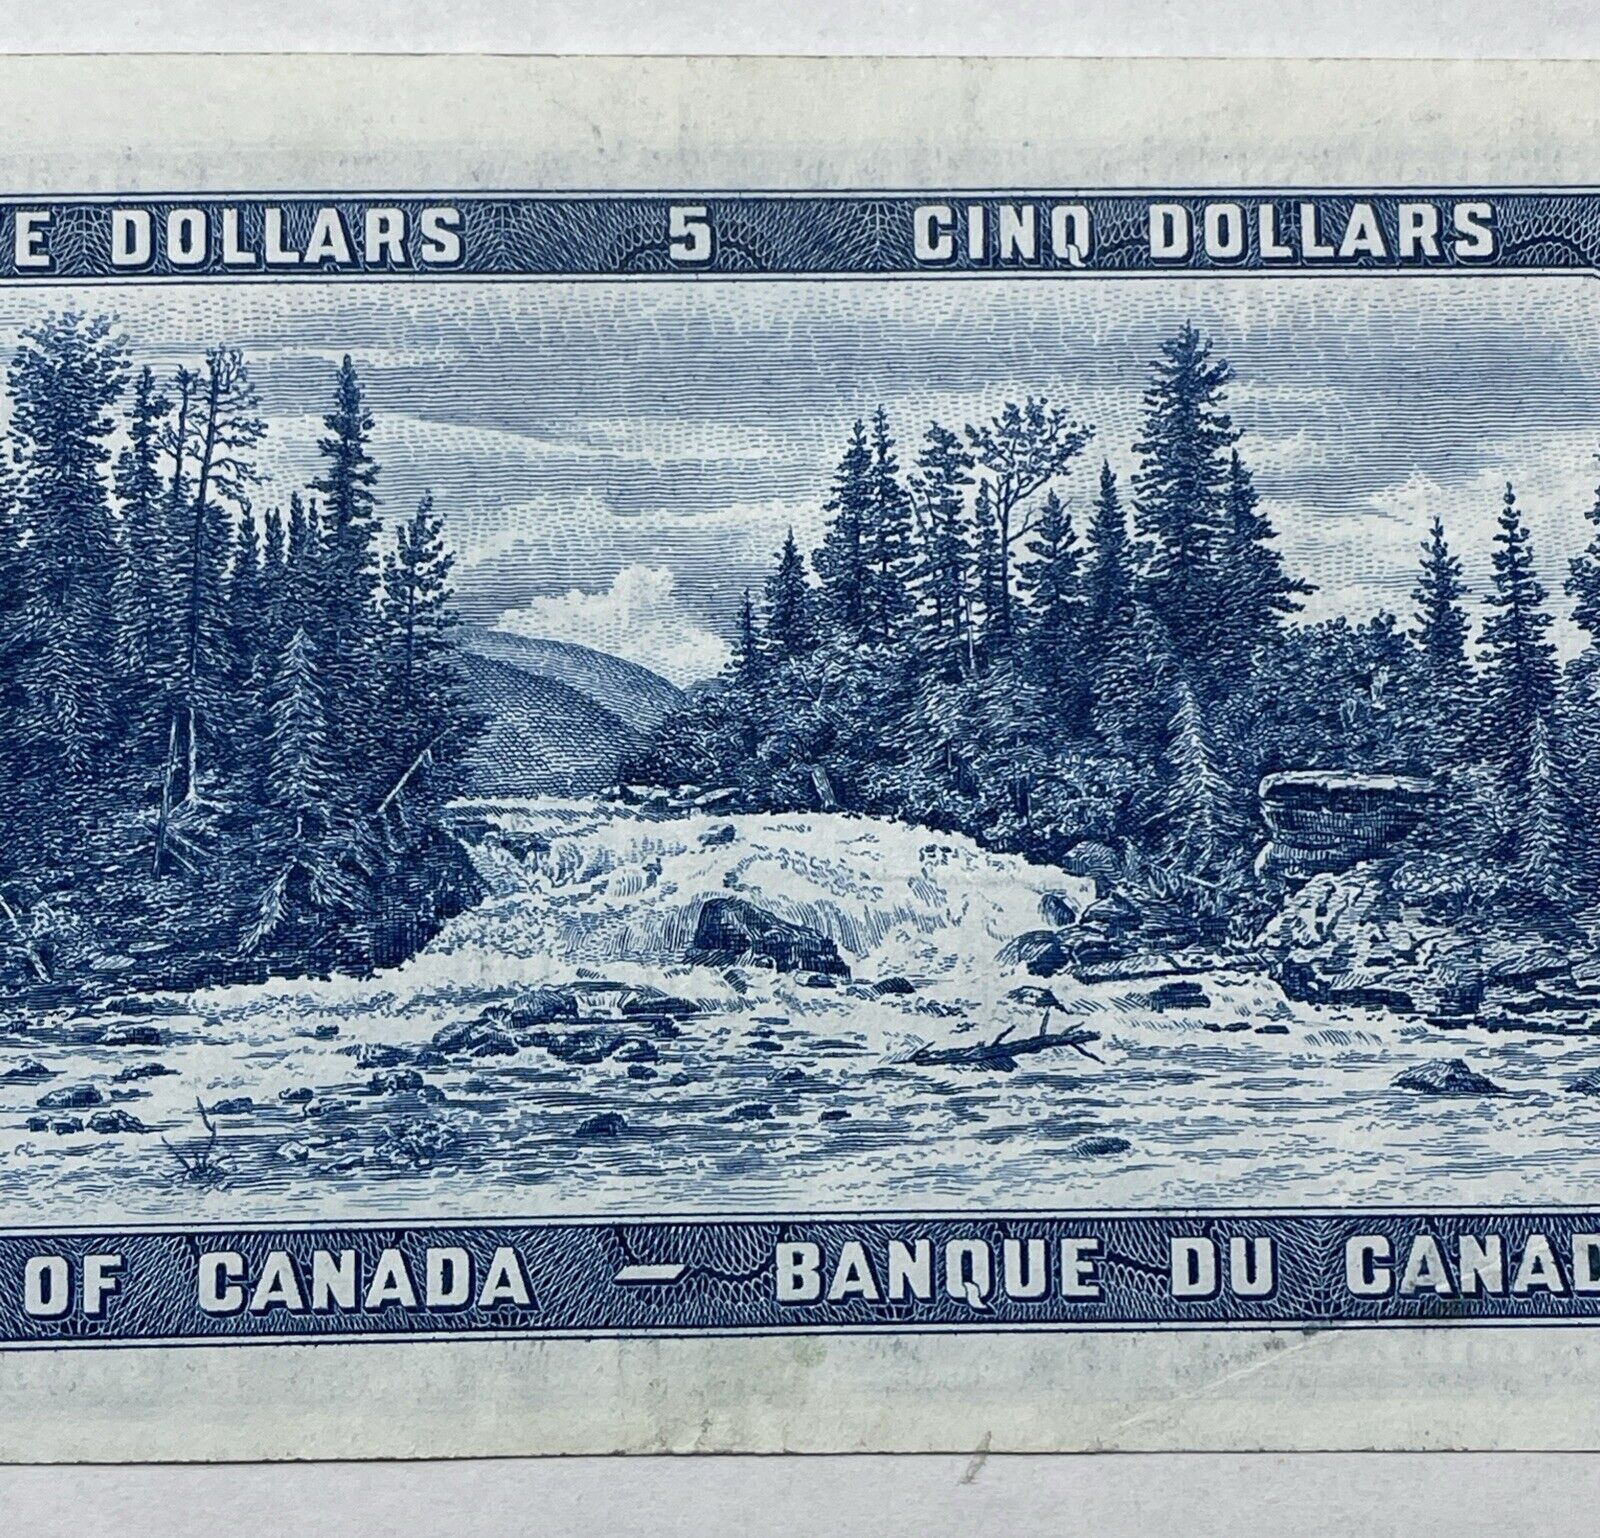 E DOLLARS 5 CINQ DOLLARS
OF CANADA — BANQUE DU CANAD